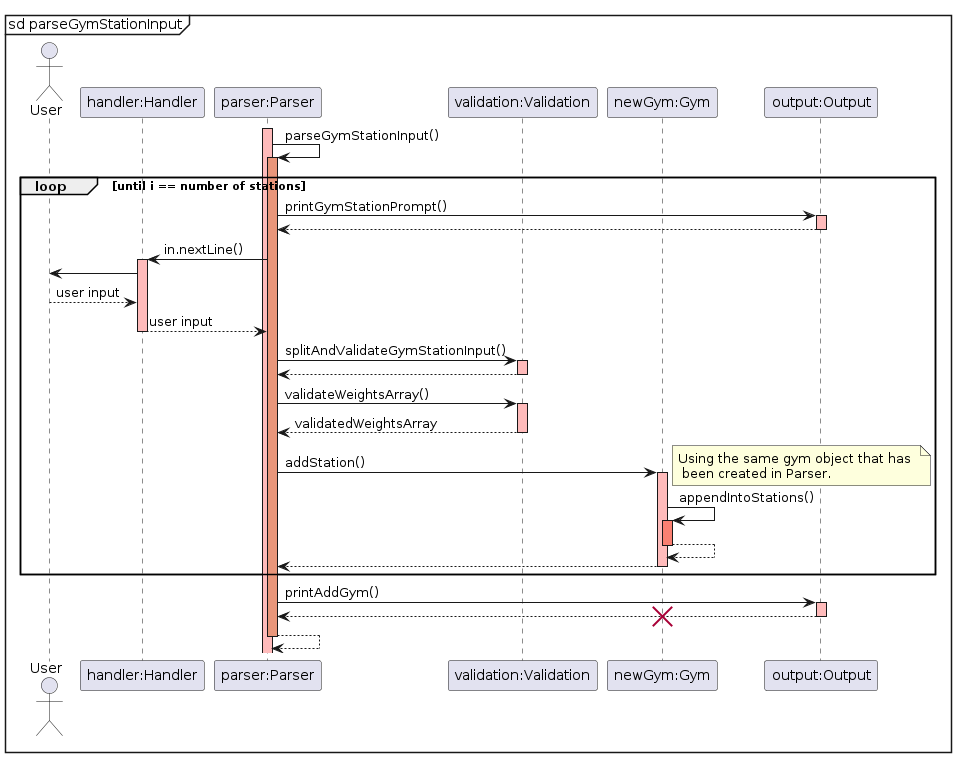 sd parseGymStationInput
User
handler:Handler
parser:Parser
validation:Validation
newGym:Gym
output:Output
parseGymStationInput()
loop
[until i == number of stations]
printGymStationPrompt()
in.nextLine()
user input
user input
splitAndValidateGymStationInput()
validateWeightsArray()
validatedWeightsArray
Using the same gym object that has
been created in Parser.
addStation()
appendIntoStations()
printAddGym()
User
handler:Handler
parser:Parser
validation:Validation
newGym:Gym
output:Output